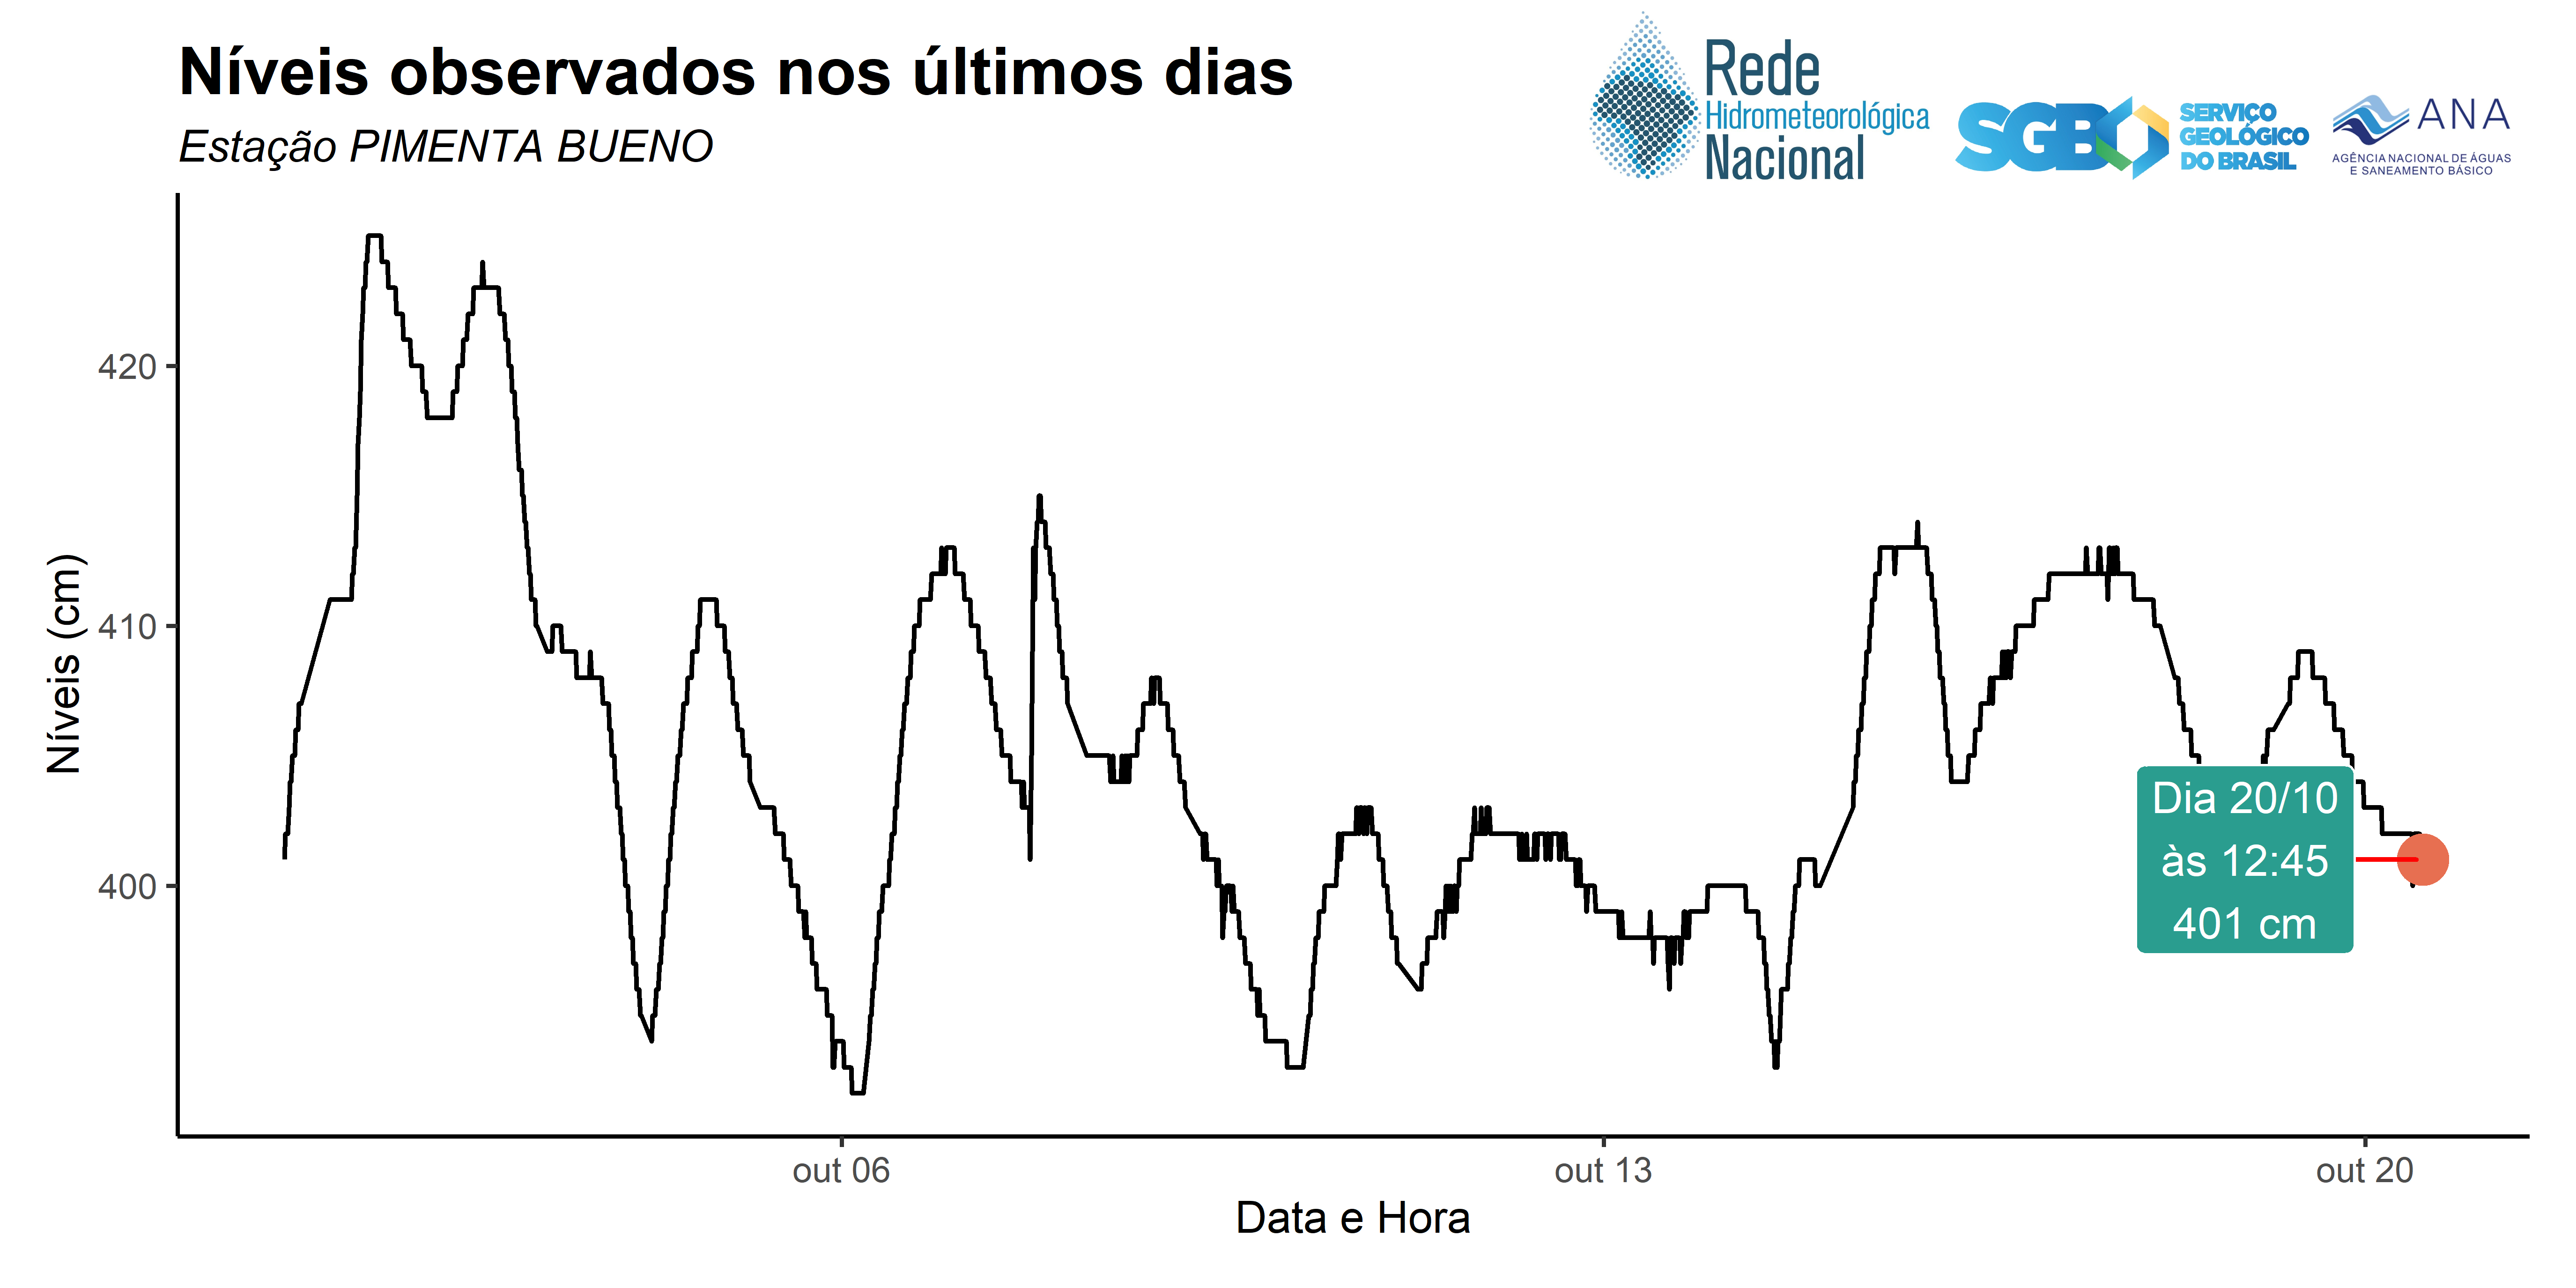 Níveis observados nos últimos dias
Estação PIMENTA BUENO
Rede
Hidrometeorológica
Nacional
SGB
SERVIÇO
GEOLÓGICO
DO BRASIL
ANA
AGÊNCIA NACIONAL DE ÁGUAS
E SANEAMENTO BÁSICO
Níveis (cm)
420
410
400
Dia 20/10
às 12:45
401 cm
out 06
out 13
out 20
Data e Hora